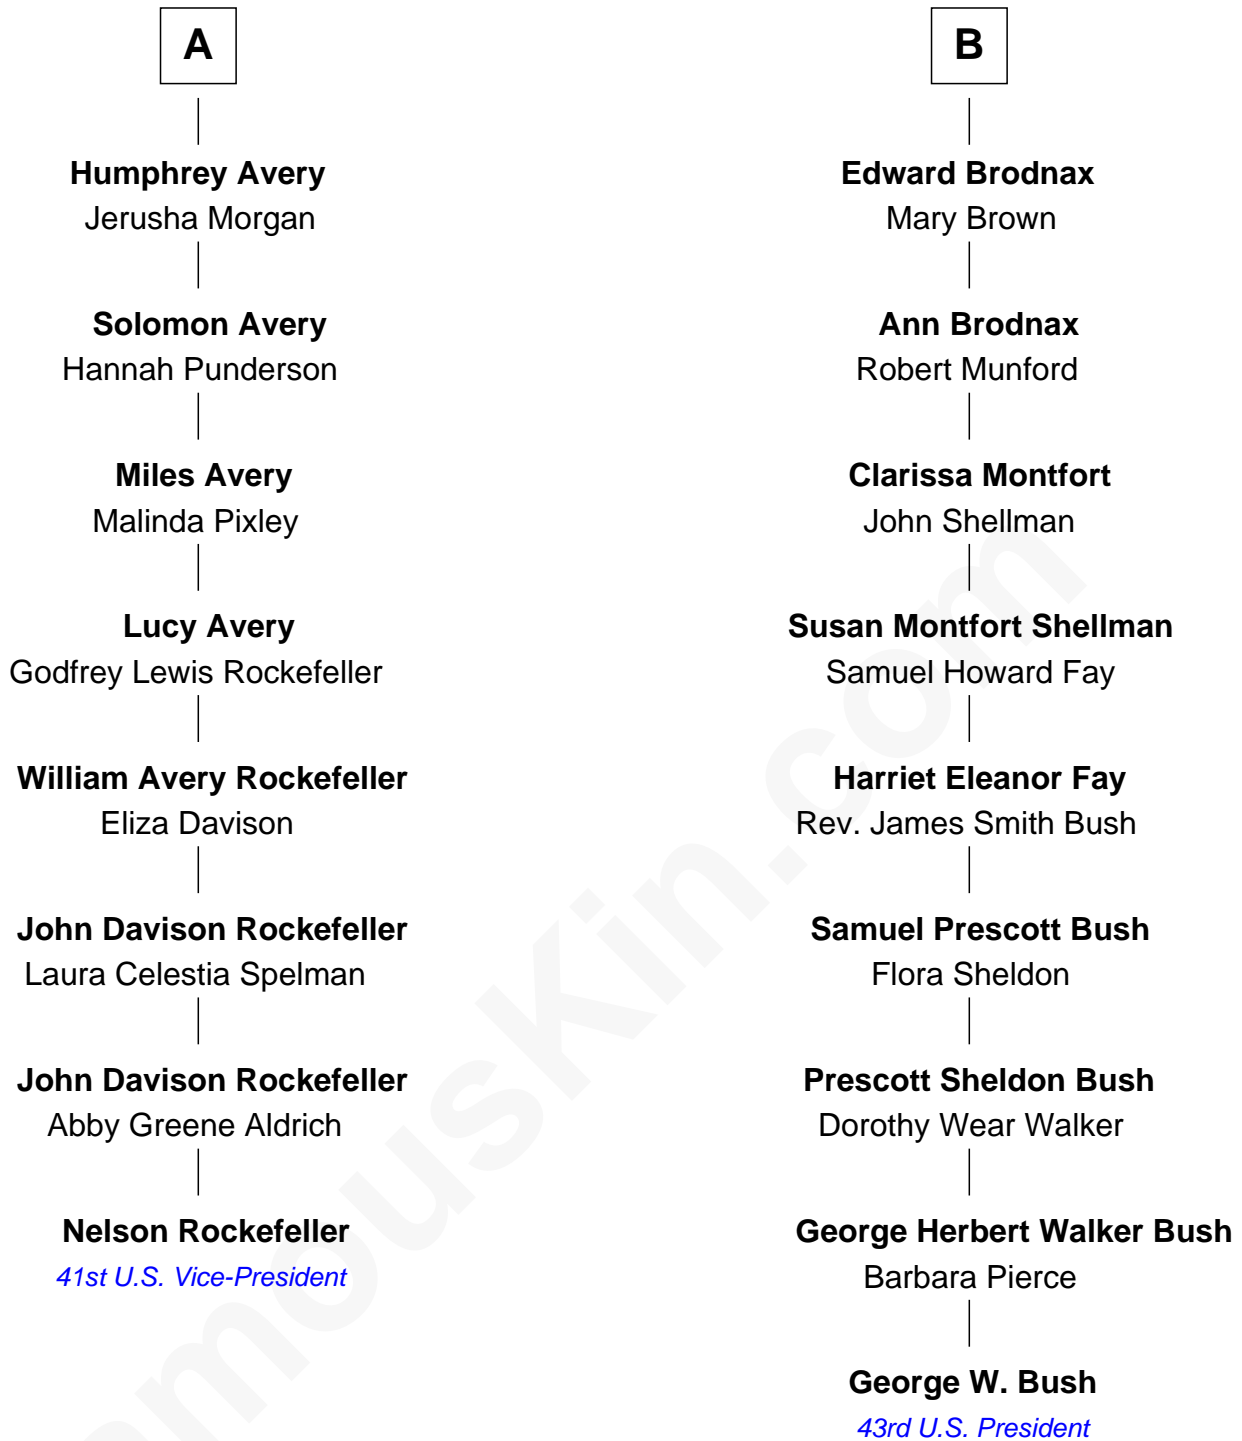 A
Humphrey Avery
Jerusha Morgan
Solomon Avery
Hannah Punderson
Miles Avery
Malinda Pixley
Lucy Avery
Godfrey Lewis Rockefeller
William Avery Rockefeller
Eliza Davison
John Davison Rockefeller
Laura Celestia Spelman
John Davison Rockefeller
Abby Greene Aldrich
Nelson Rockefeller
41st U.S. Vice-President
B
Edward Brodnax
Mary Brown
Ann Brodnax
Robert Munford
Clarissa Montfort
John Shellman
Susan Montfort Shellman
Samuel Howard Fay
Harriet Eleanor Fay
Rev. James Smith Bush
Samuel Prescott Bush
Flora Sheldon
Prescott Sheldon Bush
Dorothy Wear Walker
George Herbert Walker Bush
Barbara Pierce
George W. Bush
43rd U.S. President
amouskin.com